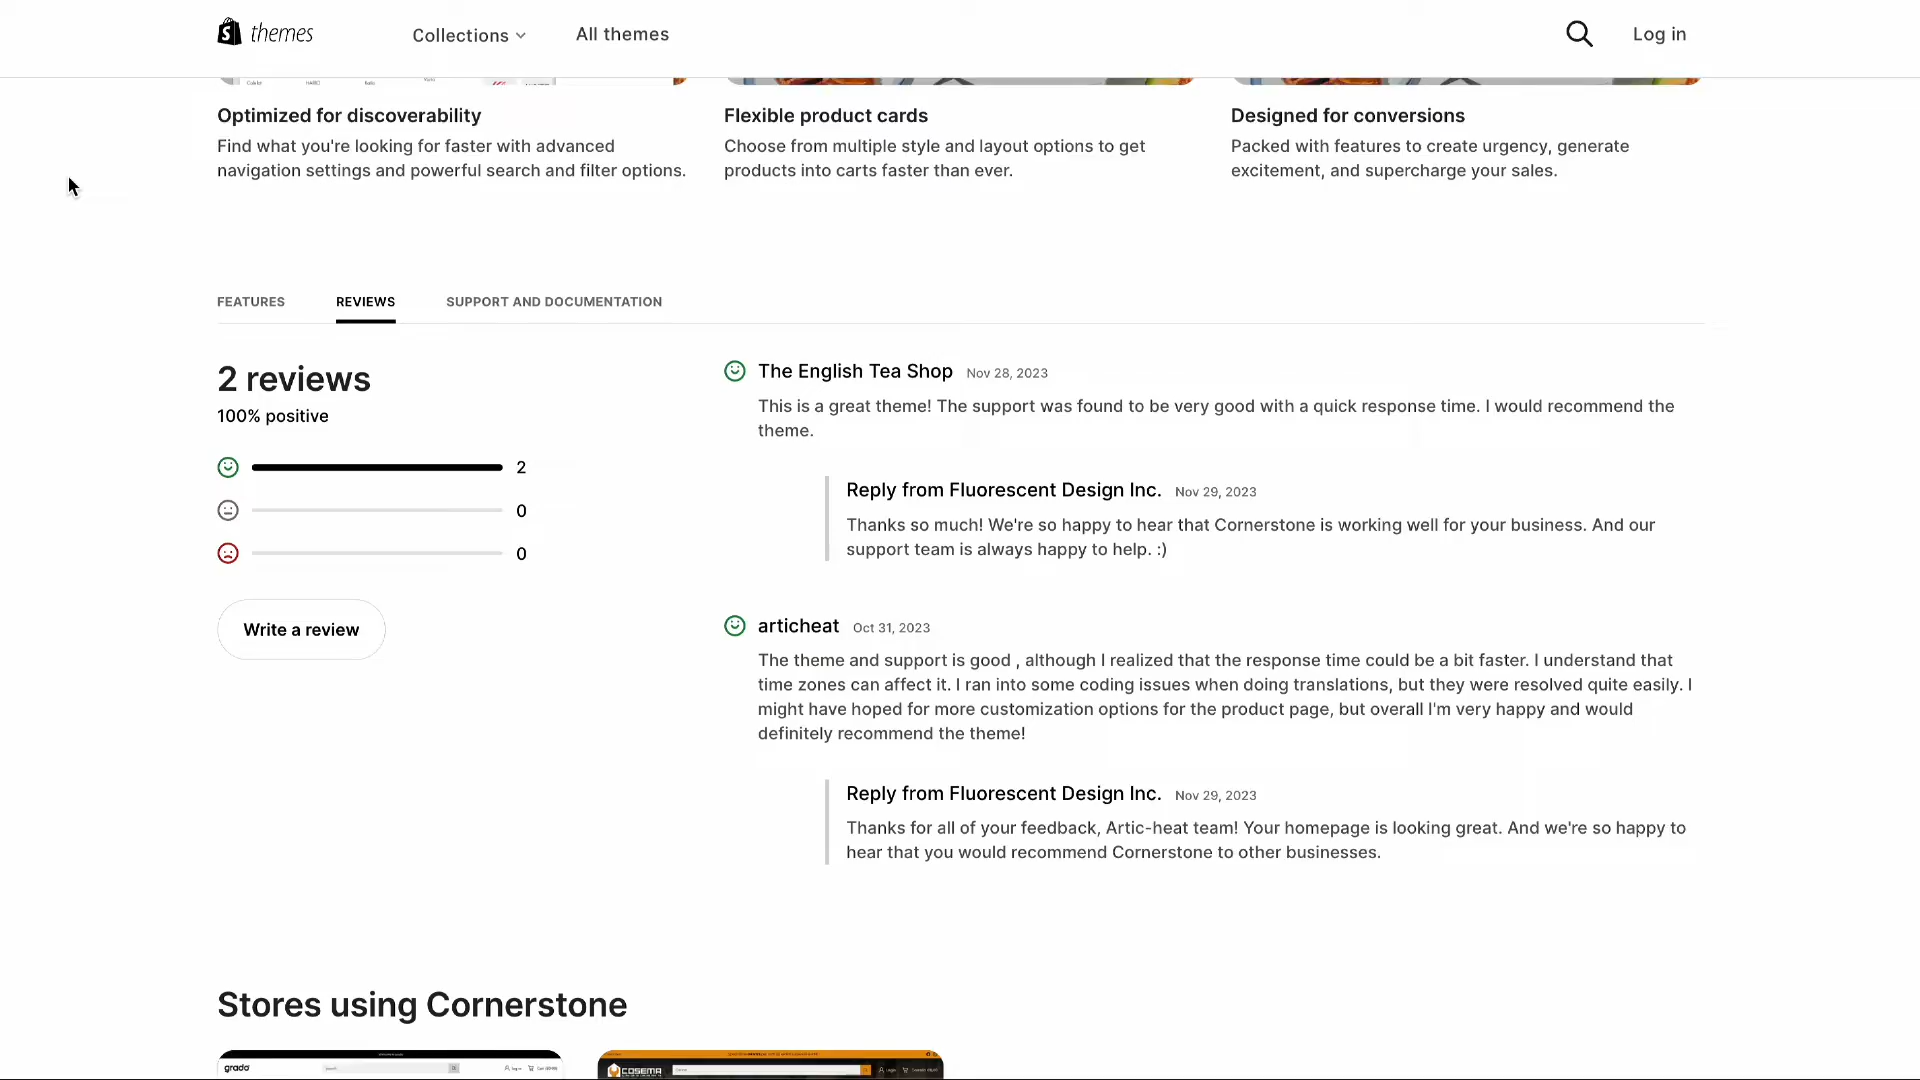 themes
Collections
All themes
Log in
Optimized for discoverability
Find what you're looking for faster with advanced
navigation settings and powerful search and filter options.
Flexible product cards
Choose from multiple style and layout options to get
products into carts faster than ever.
Designed for conversions
Packed with features to create urgency, generate
excitement, and supercharge your sales.
FEATURES
REVIEWS
SUPPORT AND DOCUMENTATION
2 reviews
100% positive
2
0
0
Write a review
The English Tea Shop Nov 28, 2023
This is a great theme! The support was found to be very good with a quick response time. I would recommend the
theme.
Reply from Fluorescent Design Inc. Nov 29, 2023
Thanks so much! We're so happy to hear that Cornerstone is working well for your business. And our
support team is always happy to help. :)
articheat Oct 31, 2023
The theme and support is good , although I realized that the response time could be a bit faster. I understand that
time zones can affect it. I ran into some coding issues when doing translations, but they were resolved quite easily. I
might have hoped for more customization options for the product page, but overall I'm very happy and would
definitely recommend the theme!
Reply from Fluorescent Design Inc. Nov 29, 2023
Thanks for all of your feedback, Artic-heat team! Your homepage is looking great. And we're so happy to
hear that you would recommend Cornerstone to other businesses.
Stores using Cornerstone
grado
COSEMA